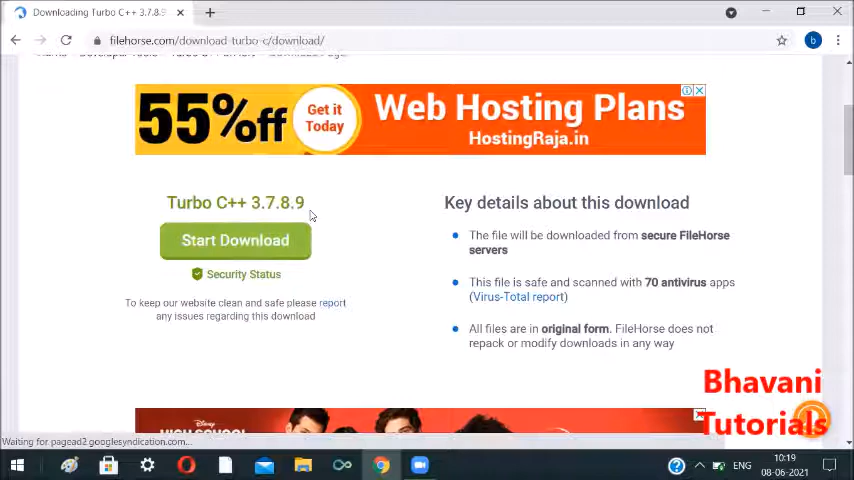 Downloading Turbo C++ 3.7.8.9
filehorse.com/download-turbo-c/download/
b
55%off
Get it
Today
Web Hosting Plans
HostingRaja.in
Turbo C++ 3.7.8.9
Start Download
Security Status
To keep our website clean and safe please report
any issues regarding this download
Key details about this download
The file will be downloaded from secure FileHorse
servers
This file is safe and scanned with 70 antivirus apps
(Virus-Total report)
All files are in original form. FileHorse does not
repack or modify downloads in any way
Bhavani
Tutorials
Disney
HIGH SCHOOL
Waiting for pagead2.googlesyndication.com...
ENG
10:19
08-06-2021